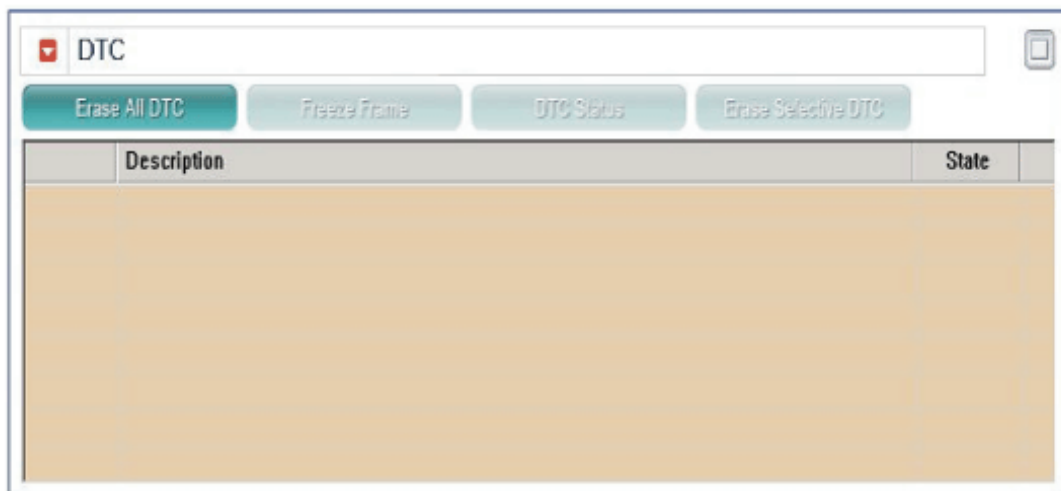 DTC
Erase All DTC Freeze Frame DTC Status Erase Selective DTC
Description State